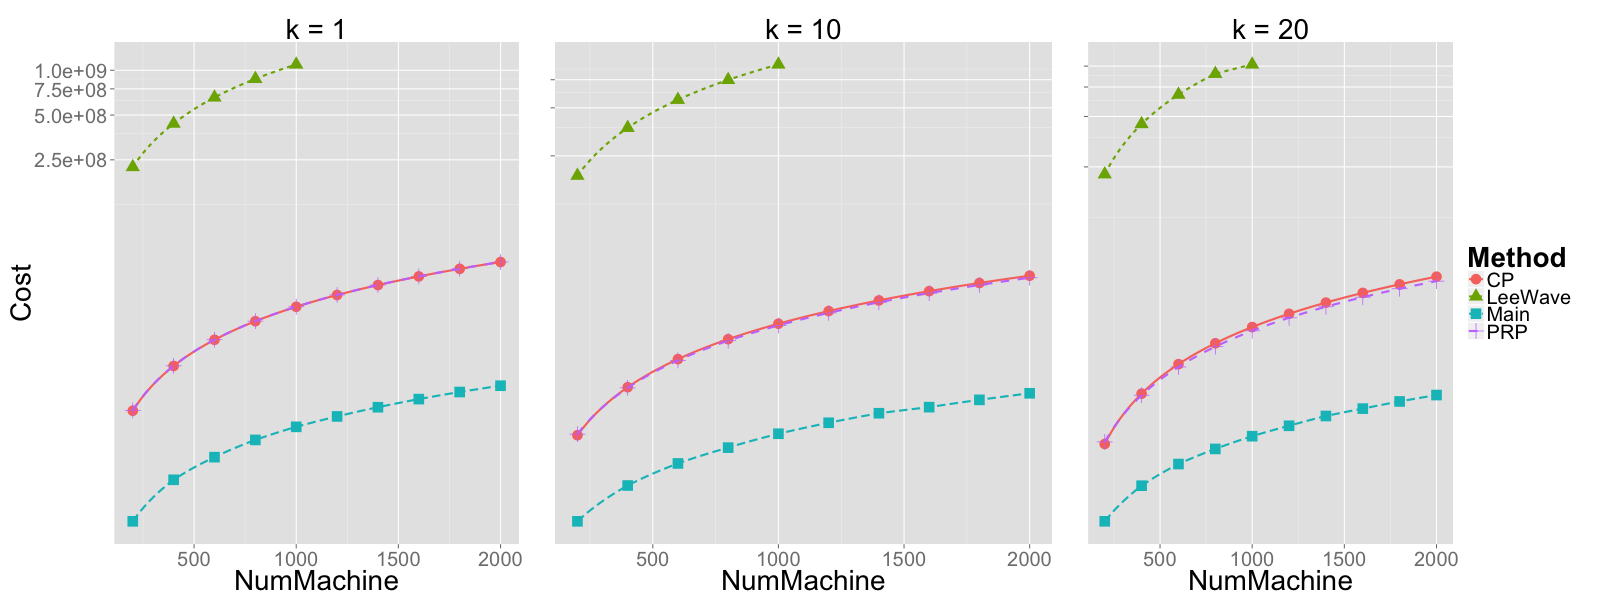 k = 1
k = 10
k = 20
Cost
1.0e+09
7.5e+08
5.0e+08
2.5e+08
500
1000
1500
2000
500
1000
1500
2000
500
1000
1500
2000
NumMachine
NumMachine
NumMachine
Method
CP
LeeWave
Main
PRP